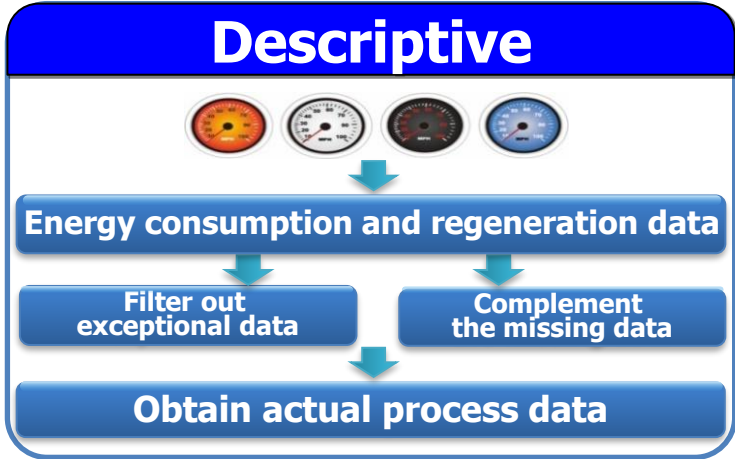 Descriptive
Energy consumption and regeneration data
Filter out
exceptional data
Complement
the missing data
Obtain actual process data